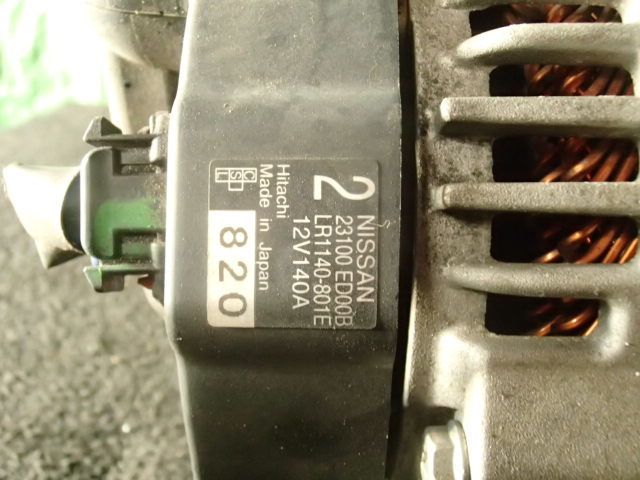 2 NISSAN
23100 ED00B
LR1140-801E
12V140A
Hitachi
Made in Japan
820